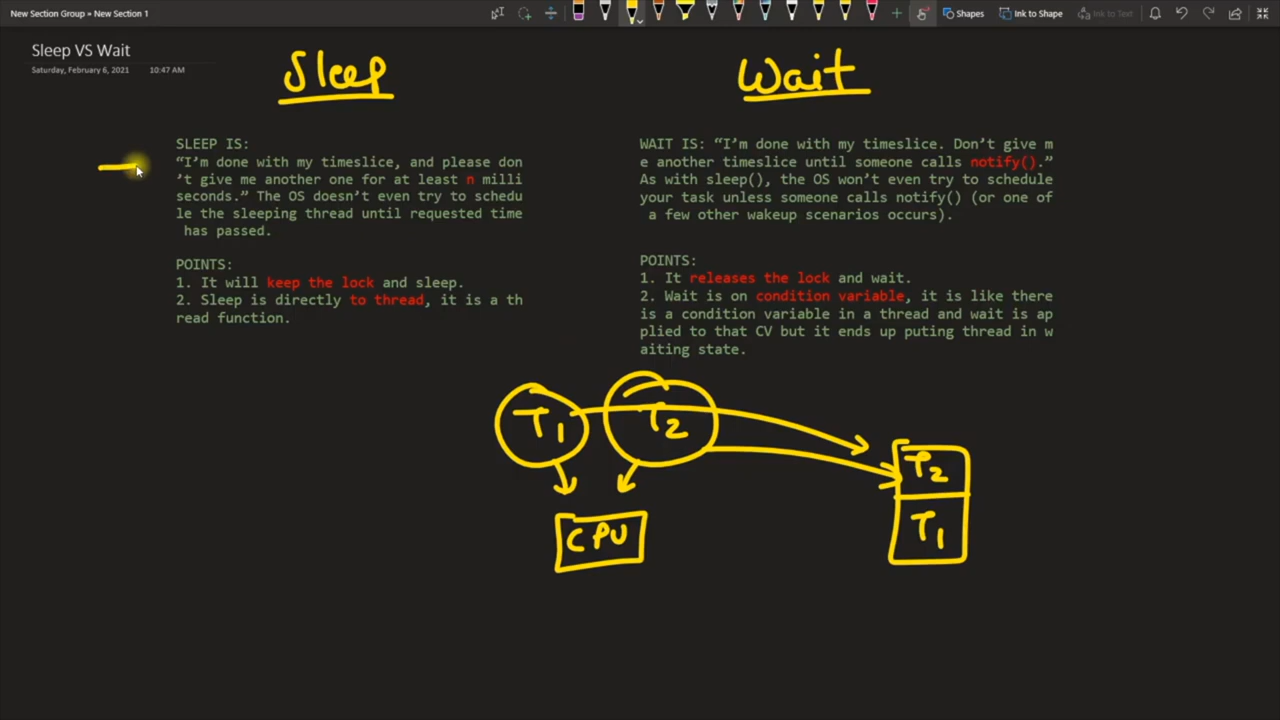 New Section Group » New Section 1
Shapes
Ink to Shape
Ink to Text
Sleep VS Wait
Saturday, February 6, 2021 10:47 AM
Sleep
Wait
SLEEP IS:
“I’m done with my timeslice, and please don
’t give me another one for at least n milli
seconds.” The OS doesn’t even try to schedu
le the sleeping thread until requested time
has passed.
POINTS:
1. It will keep the lock and sleep.
2. Sleep is directly to thread, it is a th
read function.
WAIT IS: “I’m done with my timeslice. Don’t give m
e another timeslice until someone calls notify().”
As with sleep(), the OS won’t even try to schedule
your task unless someone calls notify() (or one of
a few other wakeup scenarios occurs).
POINTS:
1. It releases the lock and wait.
2. Wait is on condition variable, it is like there
is a condition variable in a thread and wait is ap
plied to that CV but it ends up puting thread in w
aiting state.
T1
T2
CPU
T2
T1